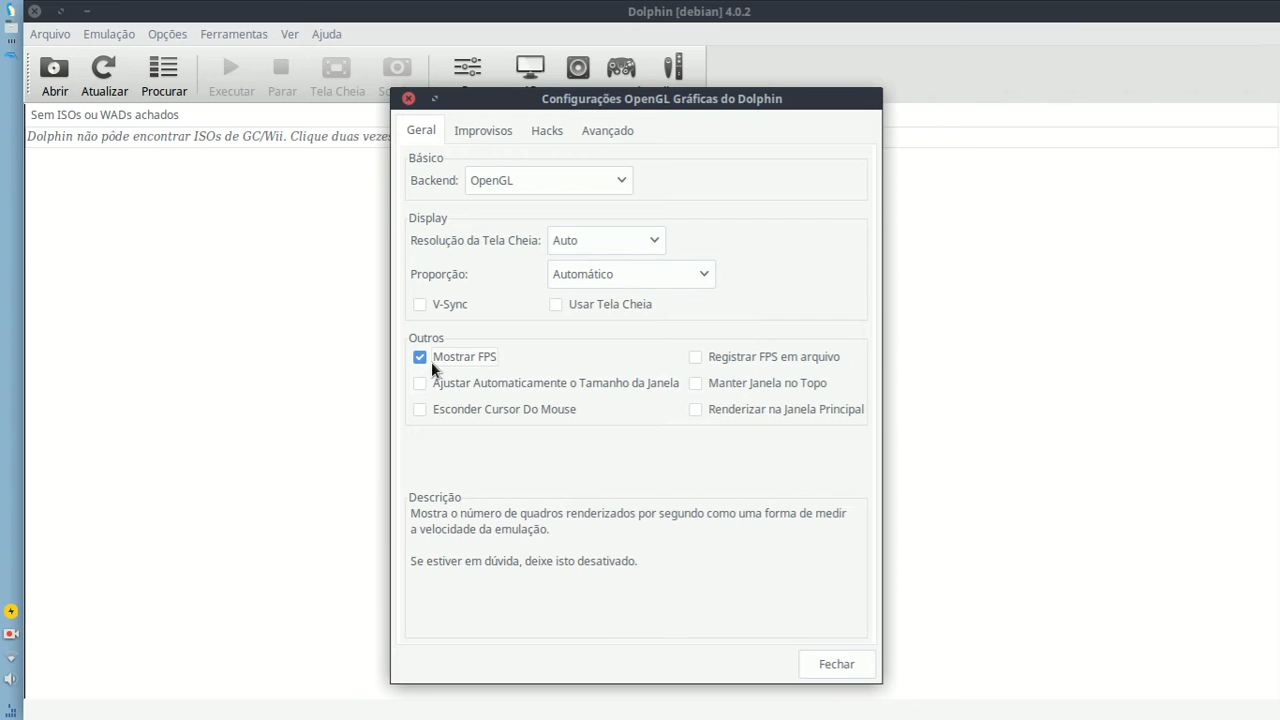 Dolphin [debian] 4.0.2
Arquivo Emulação Opções Ferramentas Ver Ajuda
Abrir Atualizar Procurar Executar Parar Tela Cheia
Sem ISOs ou WADs achados
Dolphin não pôde encontrar ISOs de GC/Wii. Clique duas vezes
Configurações OpenGL Gráficas do Dolphin
Geral Improvisos Hacks Avançado
Básico
Backend: OpenGL
Display
Resolução da Tela Cheia: Auto
Proporção: Automático
V-Sync Usar Tela Cheia
Outros
Mostrar FPS Registrar FPS em arquivo
Ajustar Automaticamente o Tamanho da Janela Manter Janela no Topo
Esconder Cursor Do Mouse Renderizar na Janela Principal
Descrição
Mostra o número de quadros renderizados por segundo como uma forma de medir
a velocidade da emulação.
Se estiver em dúvida, deixe isto desativado.
Fechar